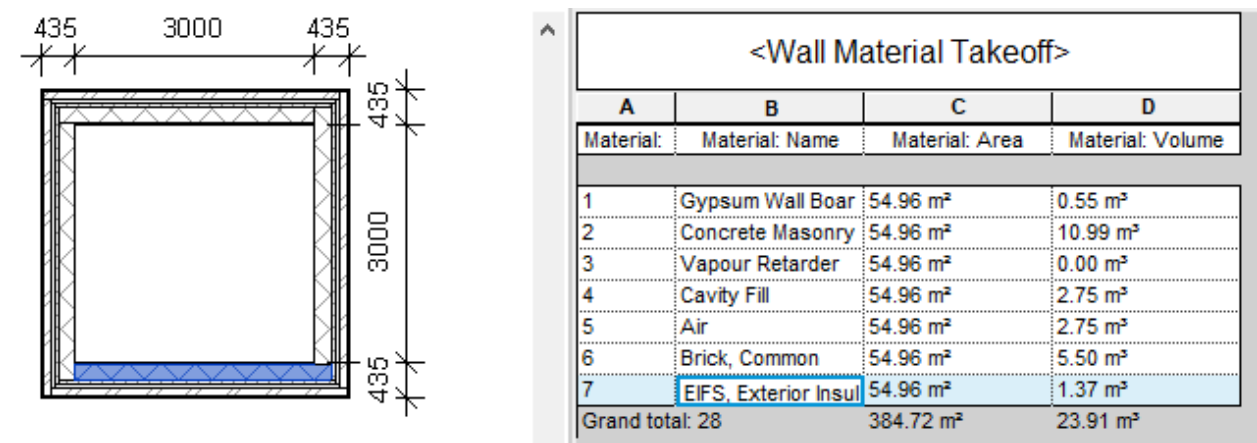 435 3000 435
435
3000
435
<Wall Material Takeoff>
A B C D
Material: Material: Name Material: Area Material: Volume
1 Gypsum Wall Boar 54.96 m² 0.55 m³
2 Concrete Masonry 54.96 m² 10.99 m³
3 Vapour Retarder 54.96 m² 0.00 m³
4 Cavity Fill 54.96 m² 2.75 m³
5 Air 54.96 m² 2.75 m³
6 Brick, Common 54.96 m² 5.50 m³
7 EIFS, Exterior Insul 54.96 m² 1.37 m³
Grand total: 28 384.72 m² 23.91 m³